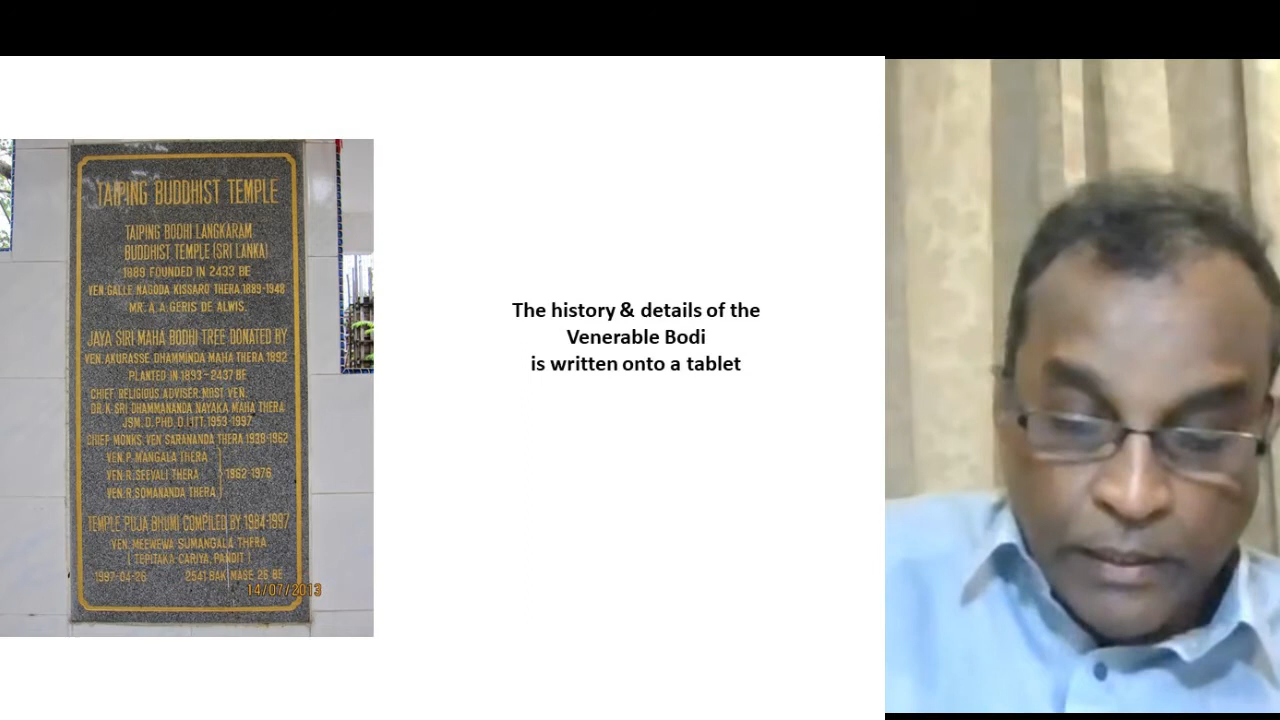 TAIPING BUDDHIST TEMPLE
TAIPING BODHI LANGKARAM
BUDDHIST TEMPLE (SRI LANKA)
1889 FOUNDED IN 2433 BE
VEN. GALLE NAGODA KISSARO THERA 1889-1948
MR. A. A. GERIS DE ALWIS.
JAYA SIRI MAHA BODHI TREE DONATED BY
VEN. AKURASSE DHAMMINDA MAHA THERA 1892
PLANTED IN 1893 - 2437 BE
CHIEF RELIGIOUS ADVISER MOST VEN.
DR. K. SRI DHAMMANANDA NAYAKA MAHA THERA
JSM. D. PHD. D. LITT 1953-1997
CHIEF MONKS VEN SARANANDA THERA 1938-1962
VEN. P. MANGALA THERA
VEN. R. SEEVALI THERA 1962-1976
VEN. R. SOMANANDA THERA
TEMPLE PUJA BHUMI COMPILED BY 1984-1997
VEN. MEEWEWA SUMANGALA THERA
( TEPITAKA CARIYA, PANDIT )
1997-04-26 2541 BAK MASE 26 BE
14/07/2013
The history & details of the
Venerable Bodi
is written onto a tablet